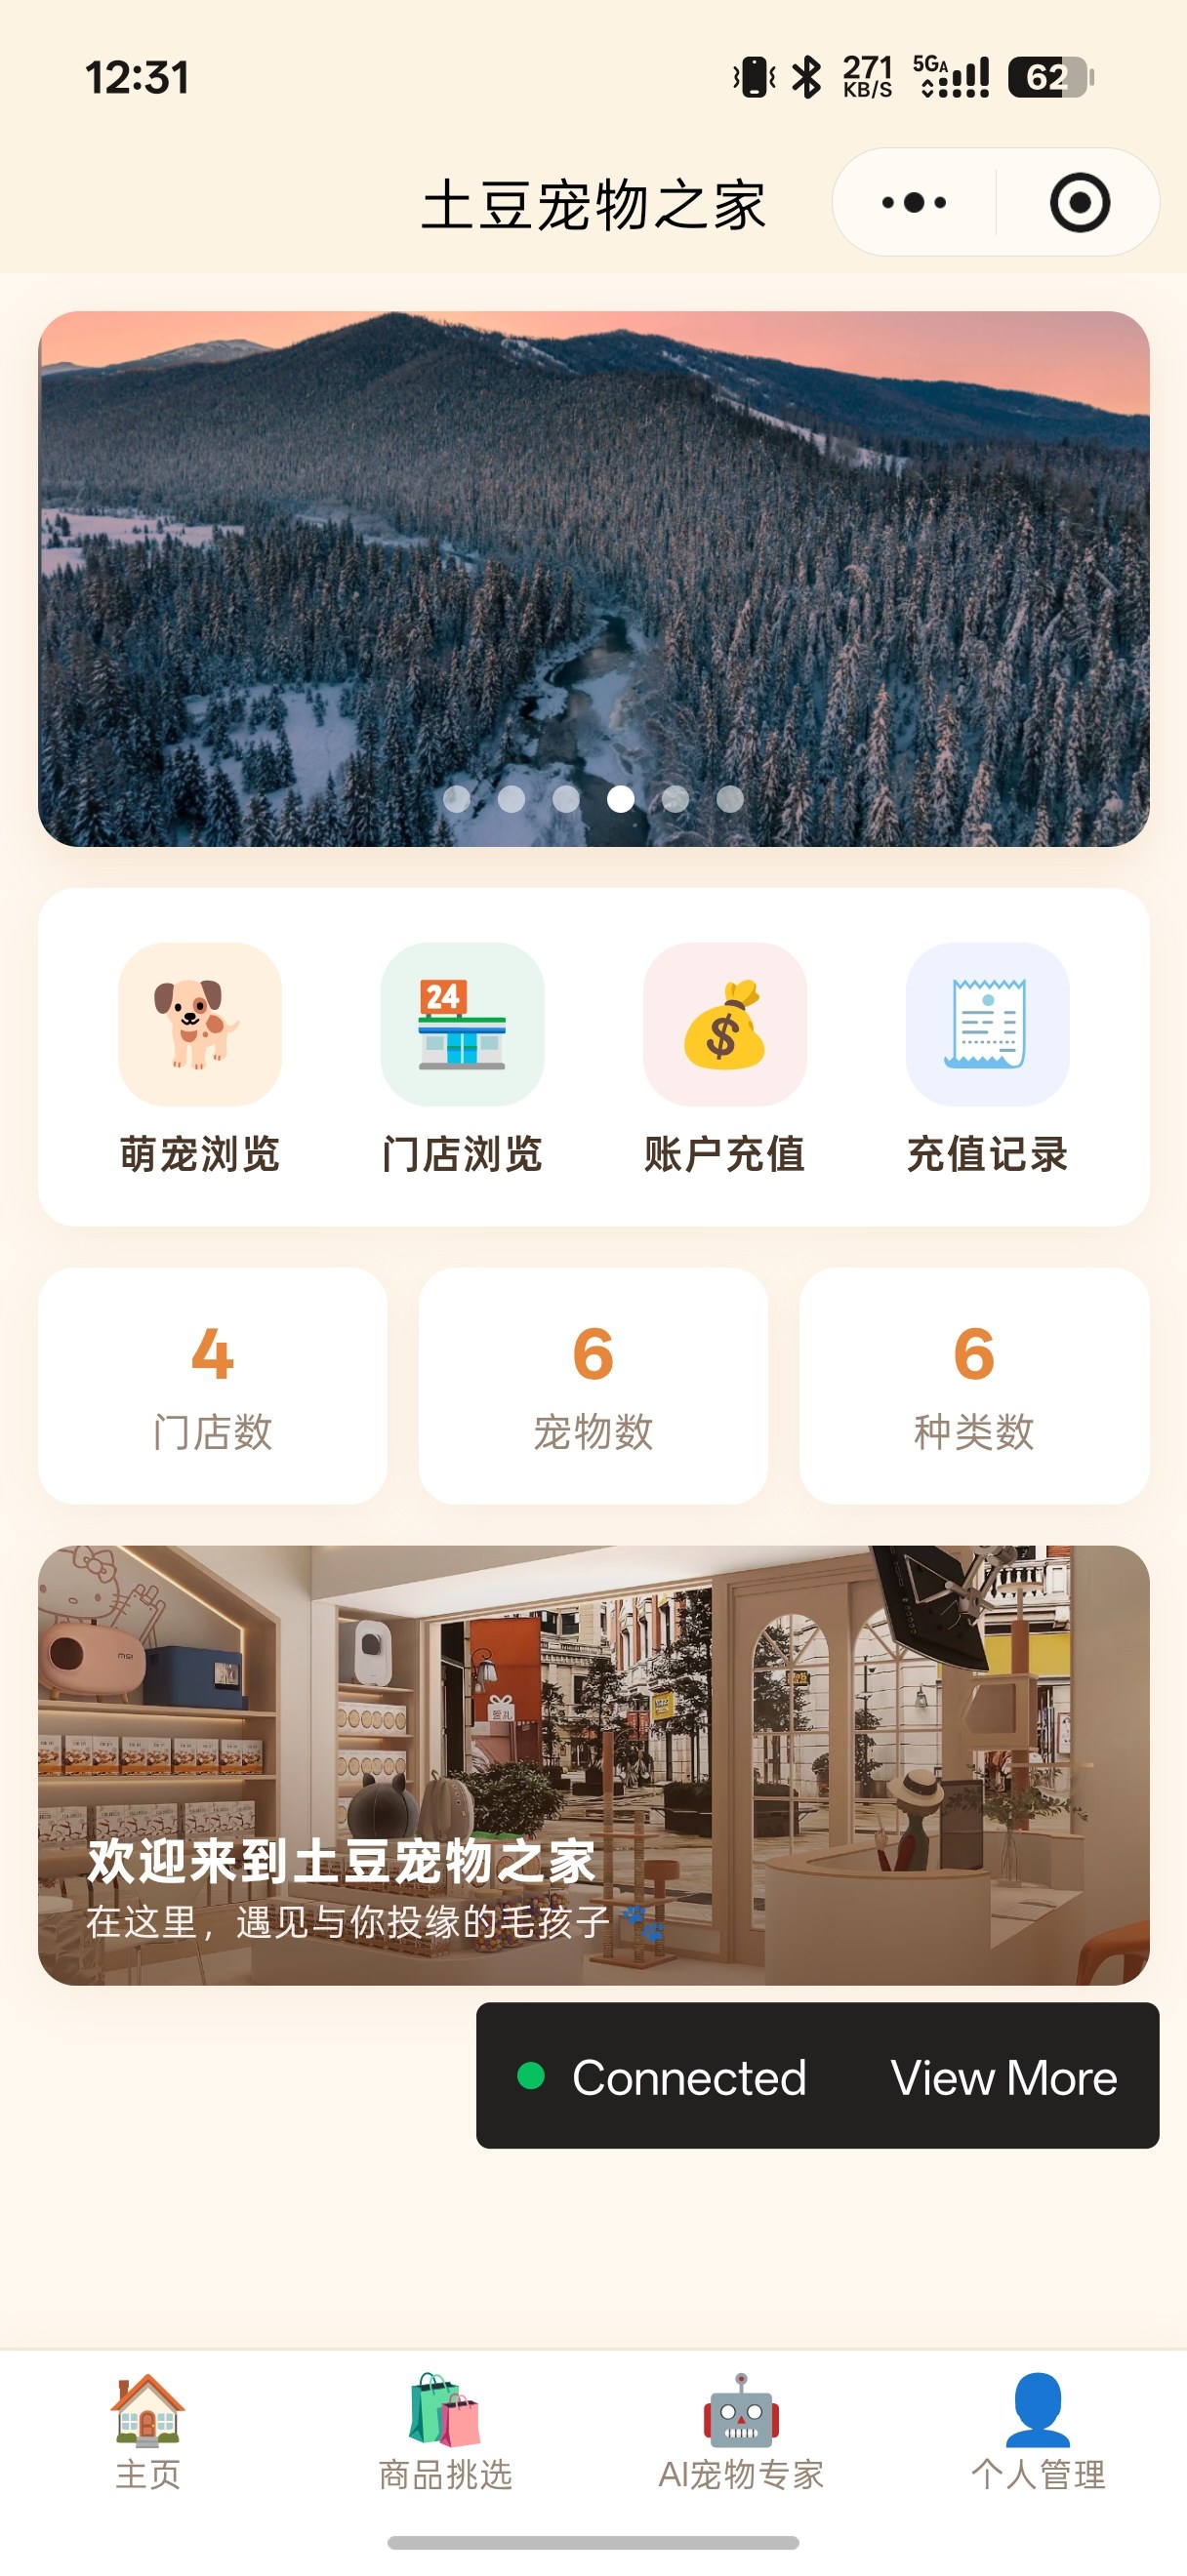 12:31
271 KB/S 5GA 62
土豆宠物之家
24
$
萌宠浏览 门店浏览 账户充值 充值记录
4 6 6
门店数 宠物数 种类数
msr
欢迎来到土豆宠物之家
在这里，遇见与你投缘的毛孩子
Connected View More
主页 商品挑选 AI宠物专家 个人管理